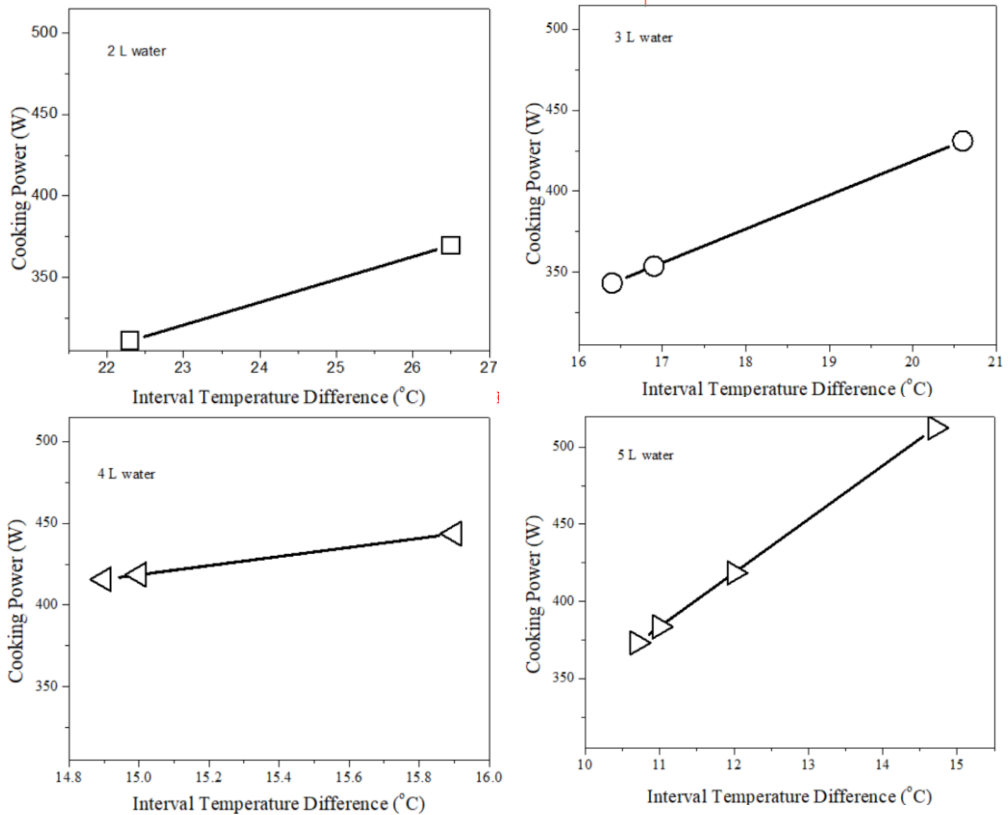 500
450
400
350
Cooking Power (W)
2 L water
22 23 24 25 26 27
Interval Temperature Difference (°C)
500
450
400
350
Cooking Power (W)
3 L water
16 17 18 19 20 21
Interval Temperature Difference (°C)
500
450
400
350
Cooking Power (W)
4 L water
14.8 15.0 15.2 15.4 15.6 15.8 16.0
Interval Temperature Difference (°C)
500
450
400
350
Cooking Power (W)
5 L water
10 11 12 13 14 15
Interval Temperature Difference (°C)